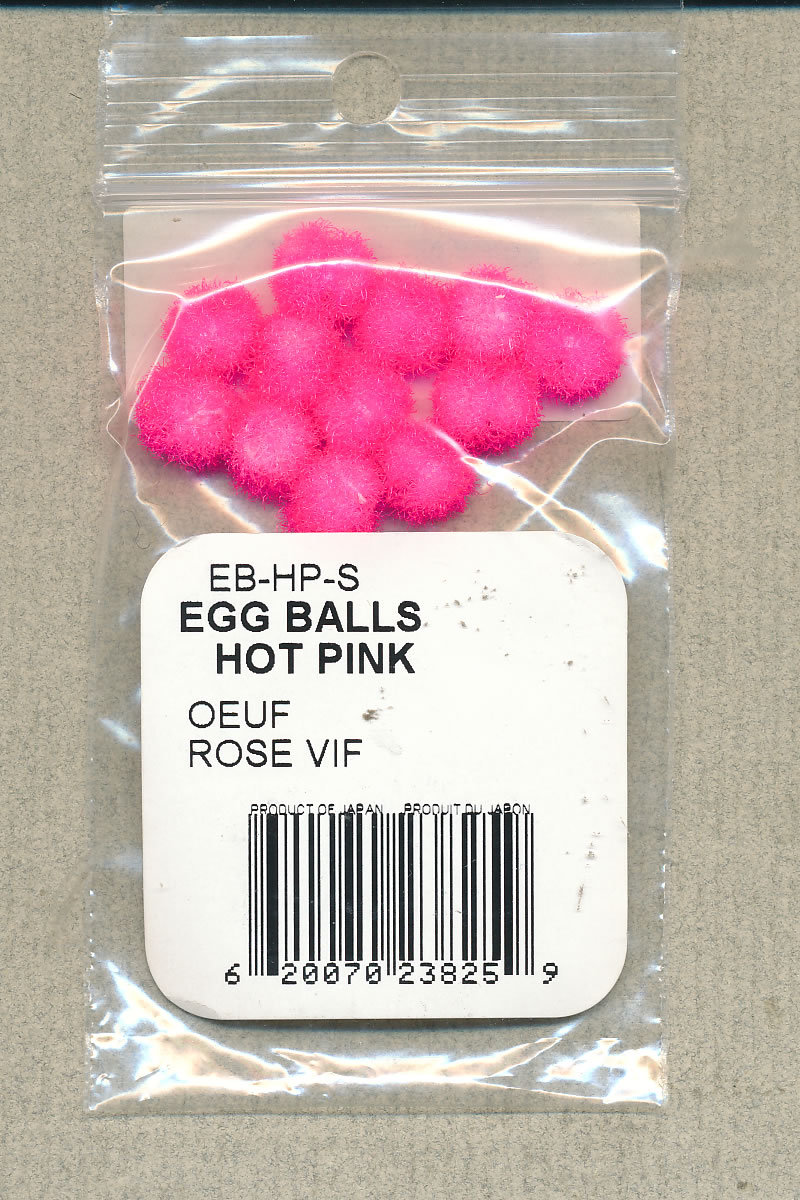 EB-HP-S
EGG BALLS
HOT PINK
OEUF
ROSE VIF
PRODUCT OF JAPAN PRODUIT DU JAPON
6 20070 23825 9